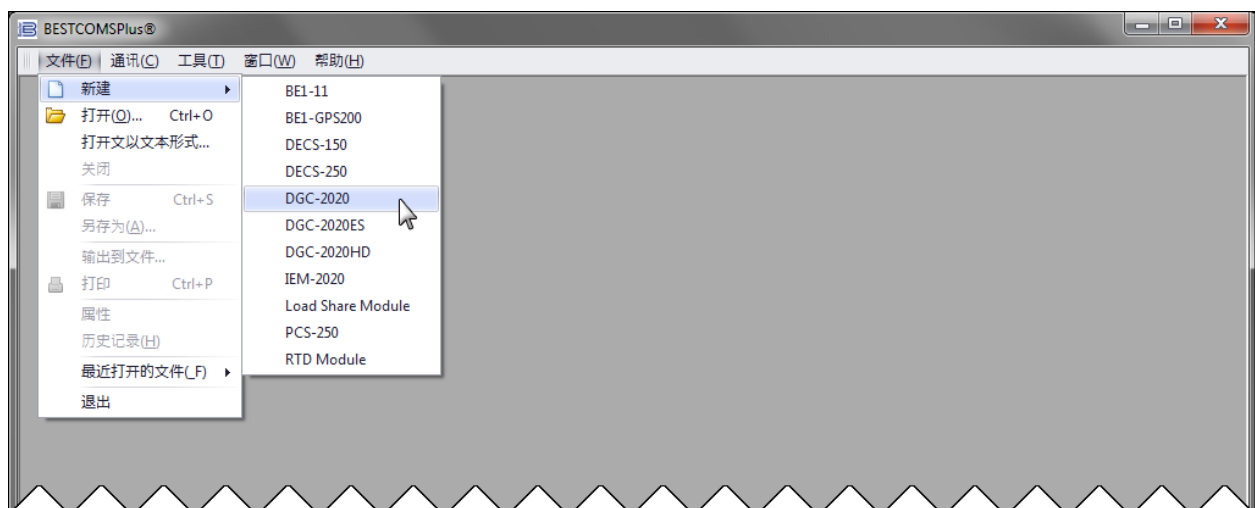 BESTCOMSPlus®
文件(F) 通讯(C) 工具(T) 窗口(W) 帮助(H)
新建
打开(O)... Ctrl+O
打开文以文本形式...
关闭
保存 Ctrl+S
另存为(A)...
输出到文件...
打印 Ctrl+P
属性
历史记录(H)
最近打开的文件(_F)
退出
BE1-11
BE1-GPS200
DECS-150
DECS-250
DGC-2020
DGC-2020ES
DGC-2020HD
IEM-2020
Load Share Module
PCS-250
RTD Module